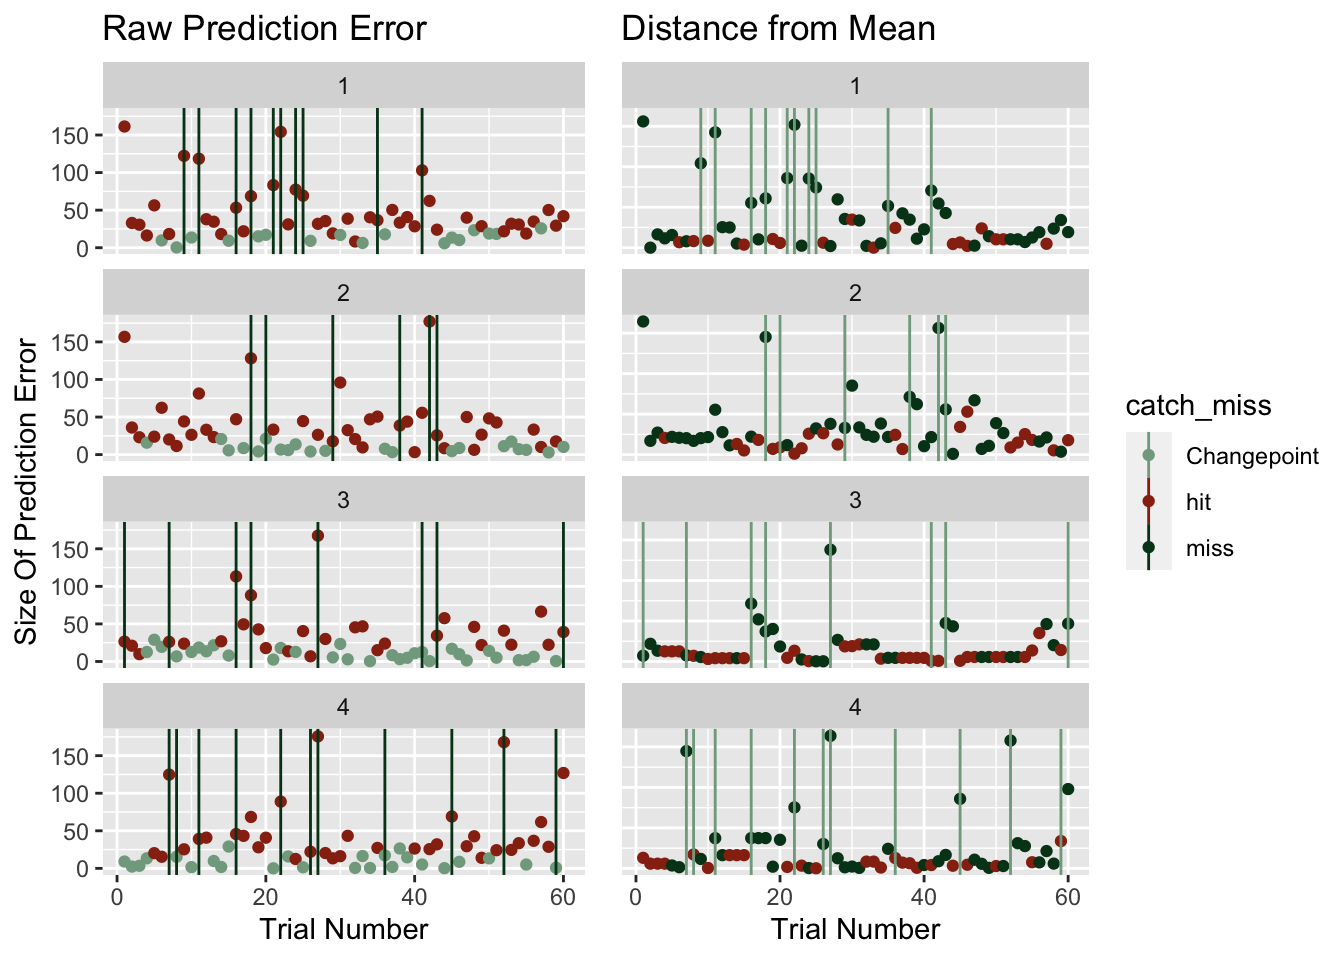 Raw Prediction Error
Distance from Mean
1
1
150
100
50
0
2
2
150
100
50
0
3
3
150
100
50
0
4
4
150
100
50
0
0 20 40 60
0 20 40 60
Trial Number
Trial Number
Size Of Prediction Error
catch_miss
Changepoint
hit
miss